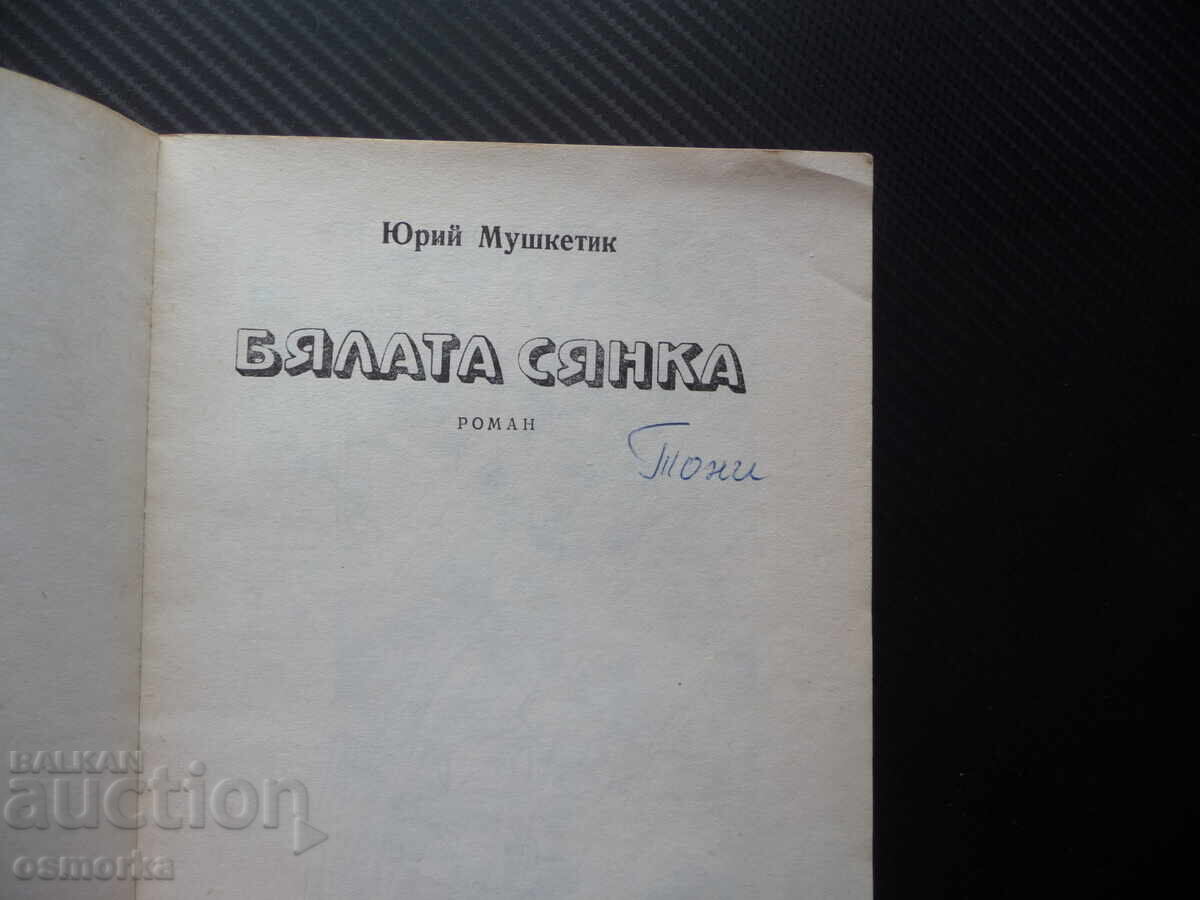 Юрий Мушкетик
БЯЛАТА СЯНКА
РОМАН
Тони
BALKAN
auction
osmorka